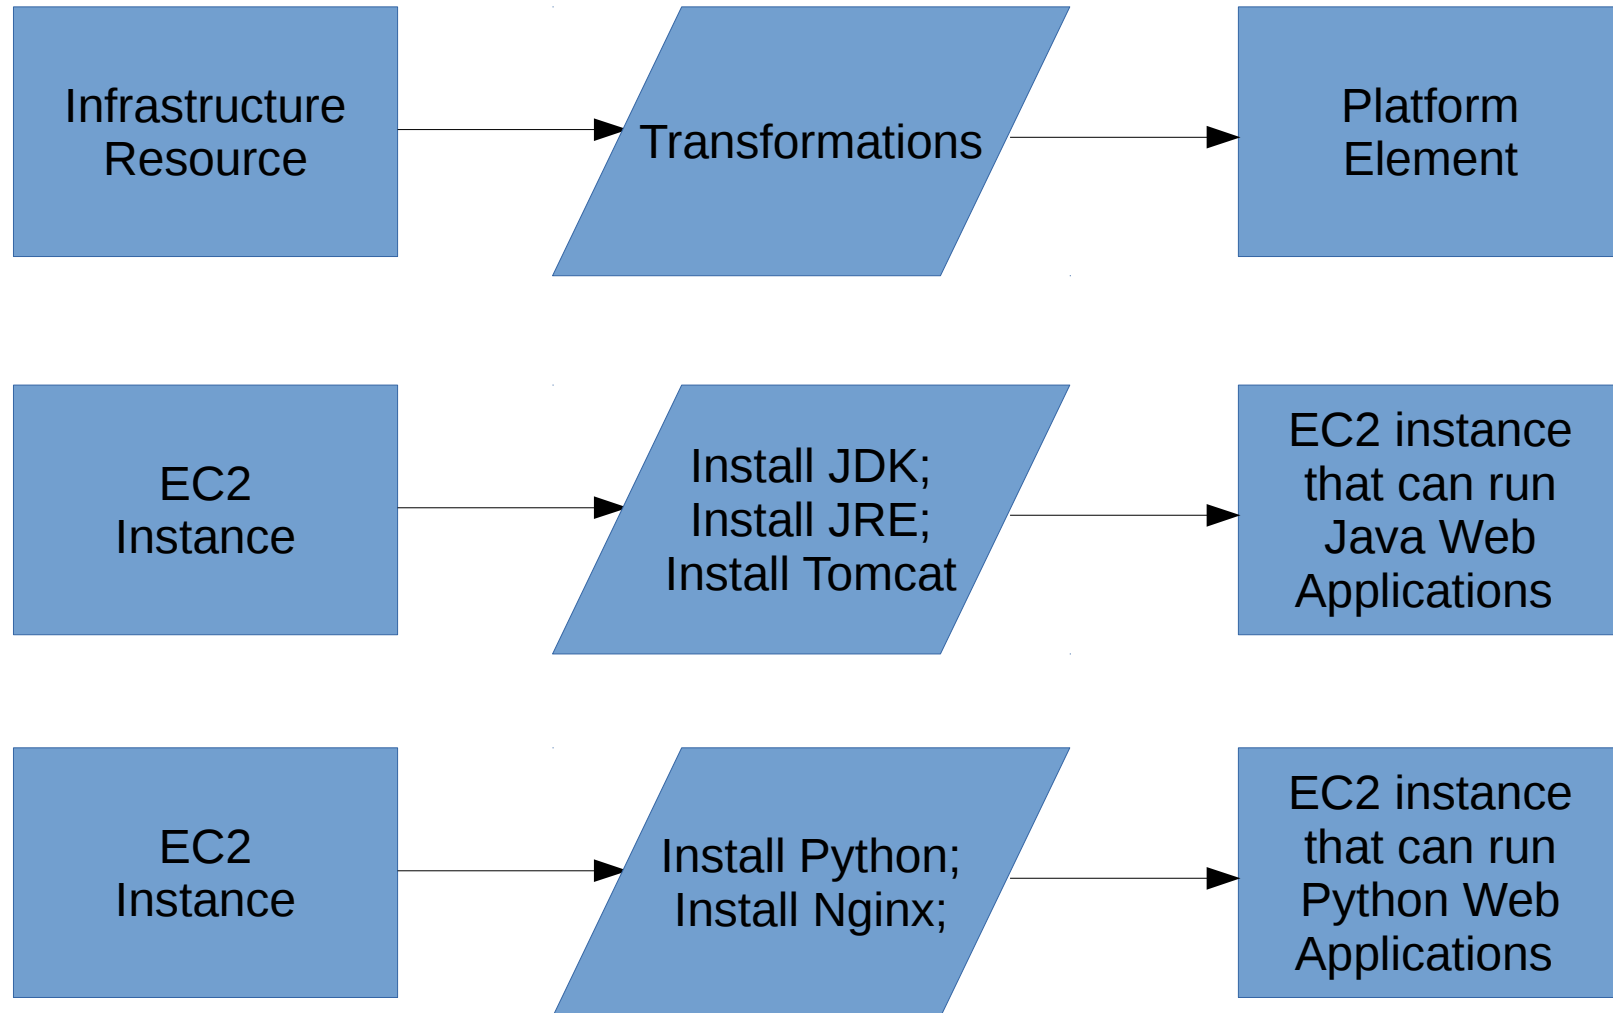 Infrastructure
Resource
Transformations
Platform
Element
EC2
Instance
Install JDK;
Install JRE;
Install Tomcat
EC2 instance
that can run
Java Web
Applications
EC2
Instance
Install Python;
Install Nginx;
EC2 instance
that can run
Python Web
Applications